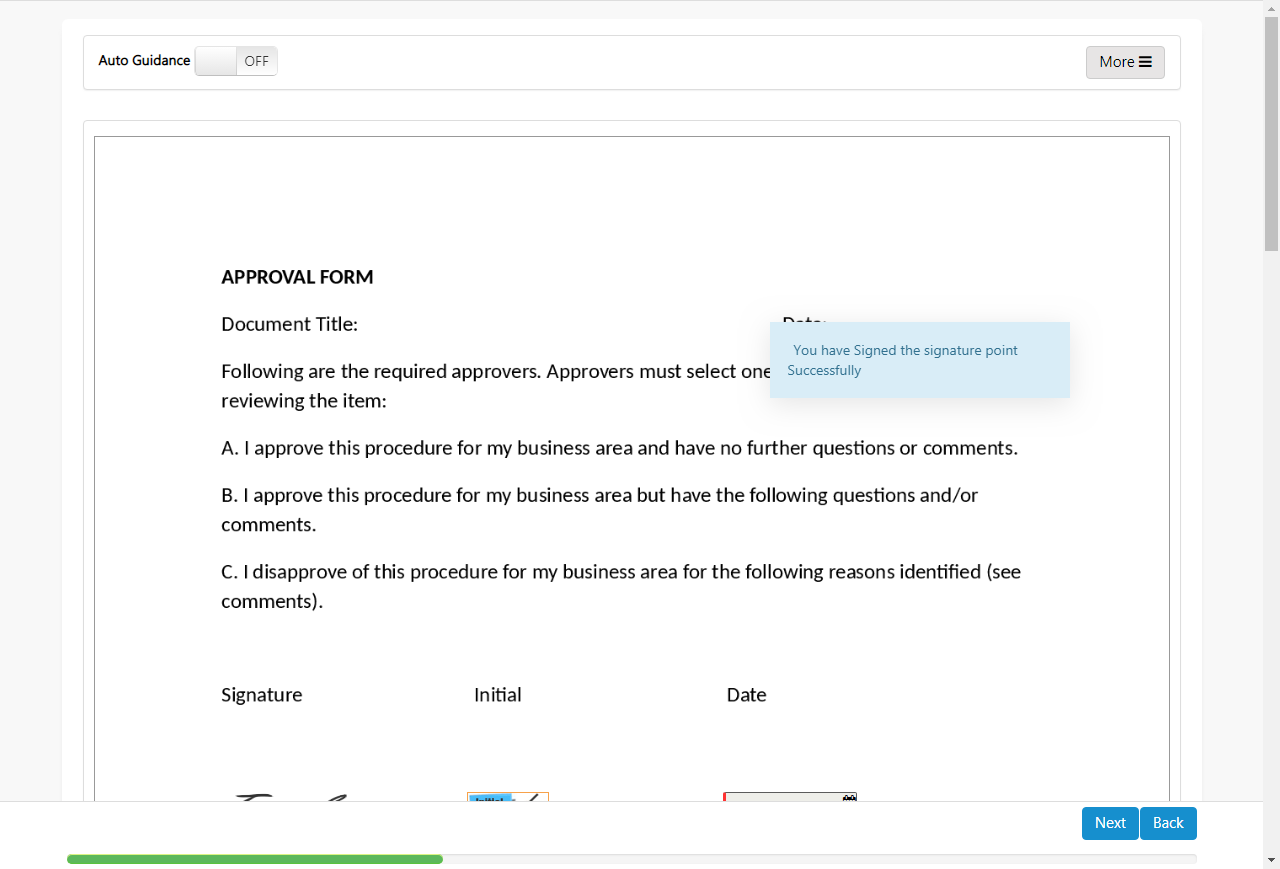 Auto Guidance OFF More
APPROVAL FORM
Document Title:
You have Signed the signature point
Successfully
Following are the required approvers. Approvers must select one
reviewing the item:
A. I approve this procedure for my business area and have no further questions or comments.
B. I approve this procedure for my business area but have the following questions and/or
comments.
C. I disapprove of this procedure for my business area for the following reasons identified (see
comments).
Signature Initial Date
Next Back